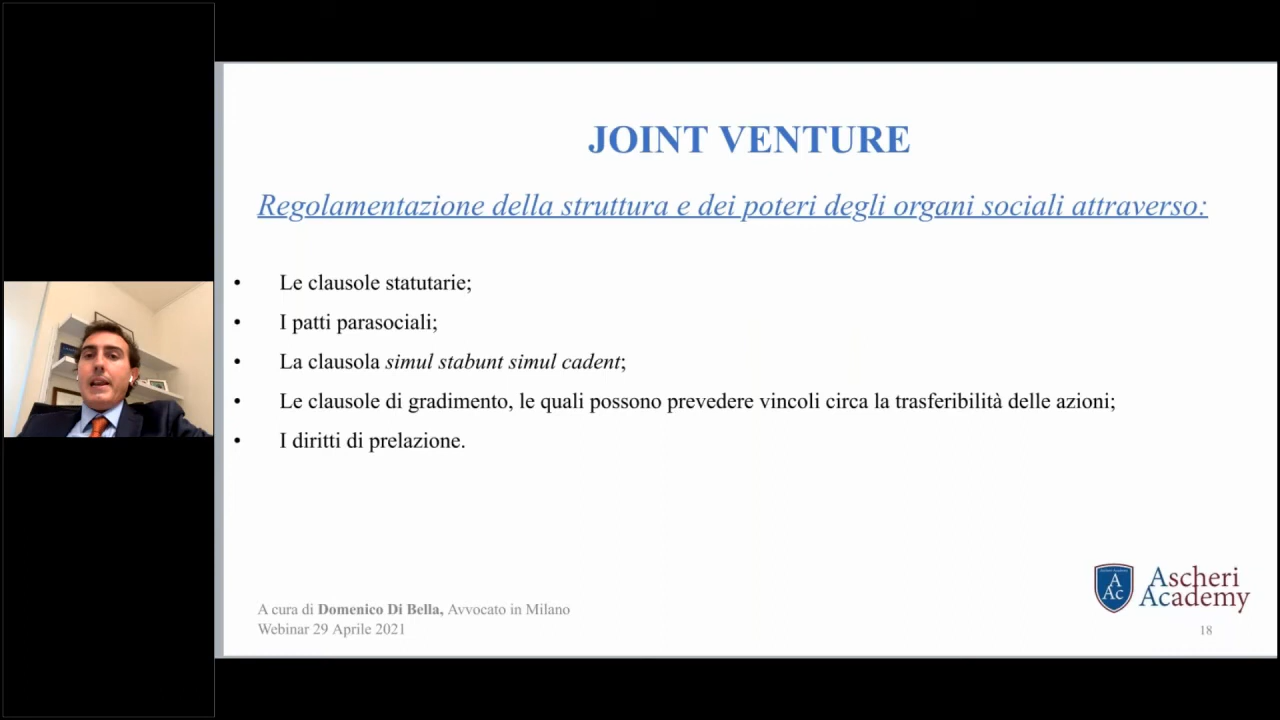 JOINT VENTURE
Regolamentazione della struttura e dei poteri degli organi sociali attraverso:
• Le clausole statutarie;
• I patti parasociali;
• La clausola simul stabunt simul cadent;
• Le clausole di gradimento, le quali possono prevedere vincoli circa la trasferibilità delle azioni;
• I diritti di prelazione.
A cura di Domenico Di Bella, Avvocato in Milano
Webinar 29 Aprile 2021
A
Ac
Ascheri
Academy
18